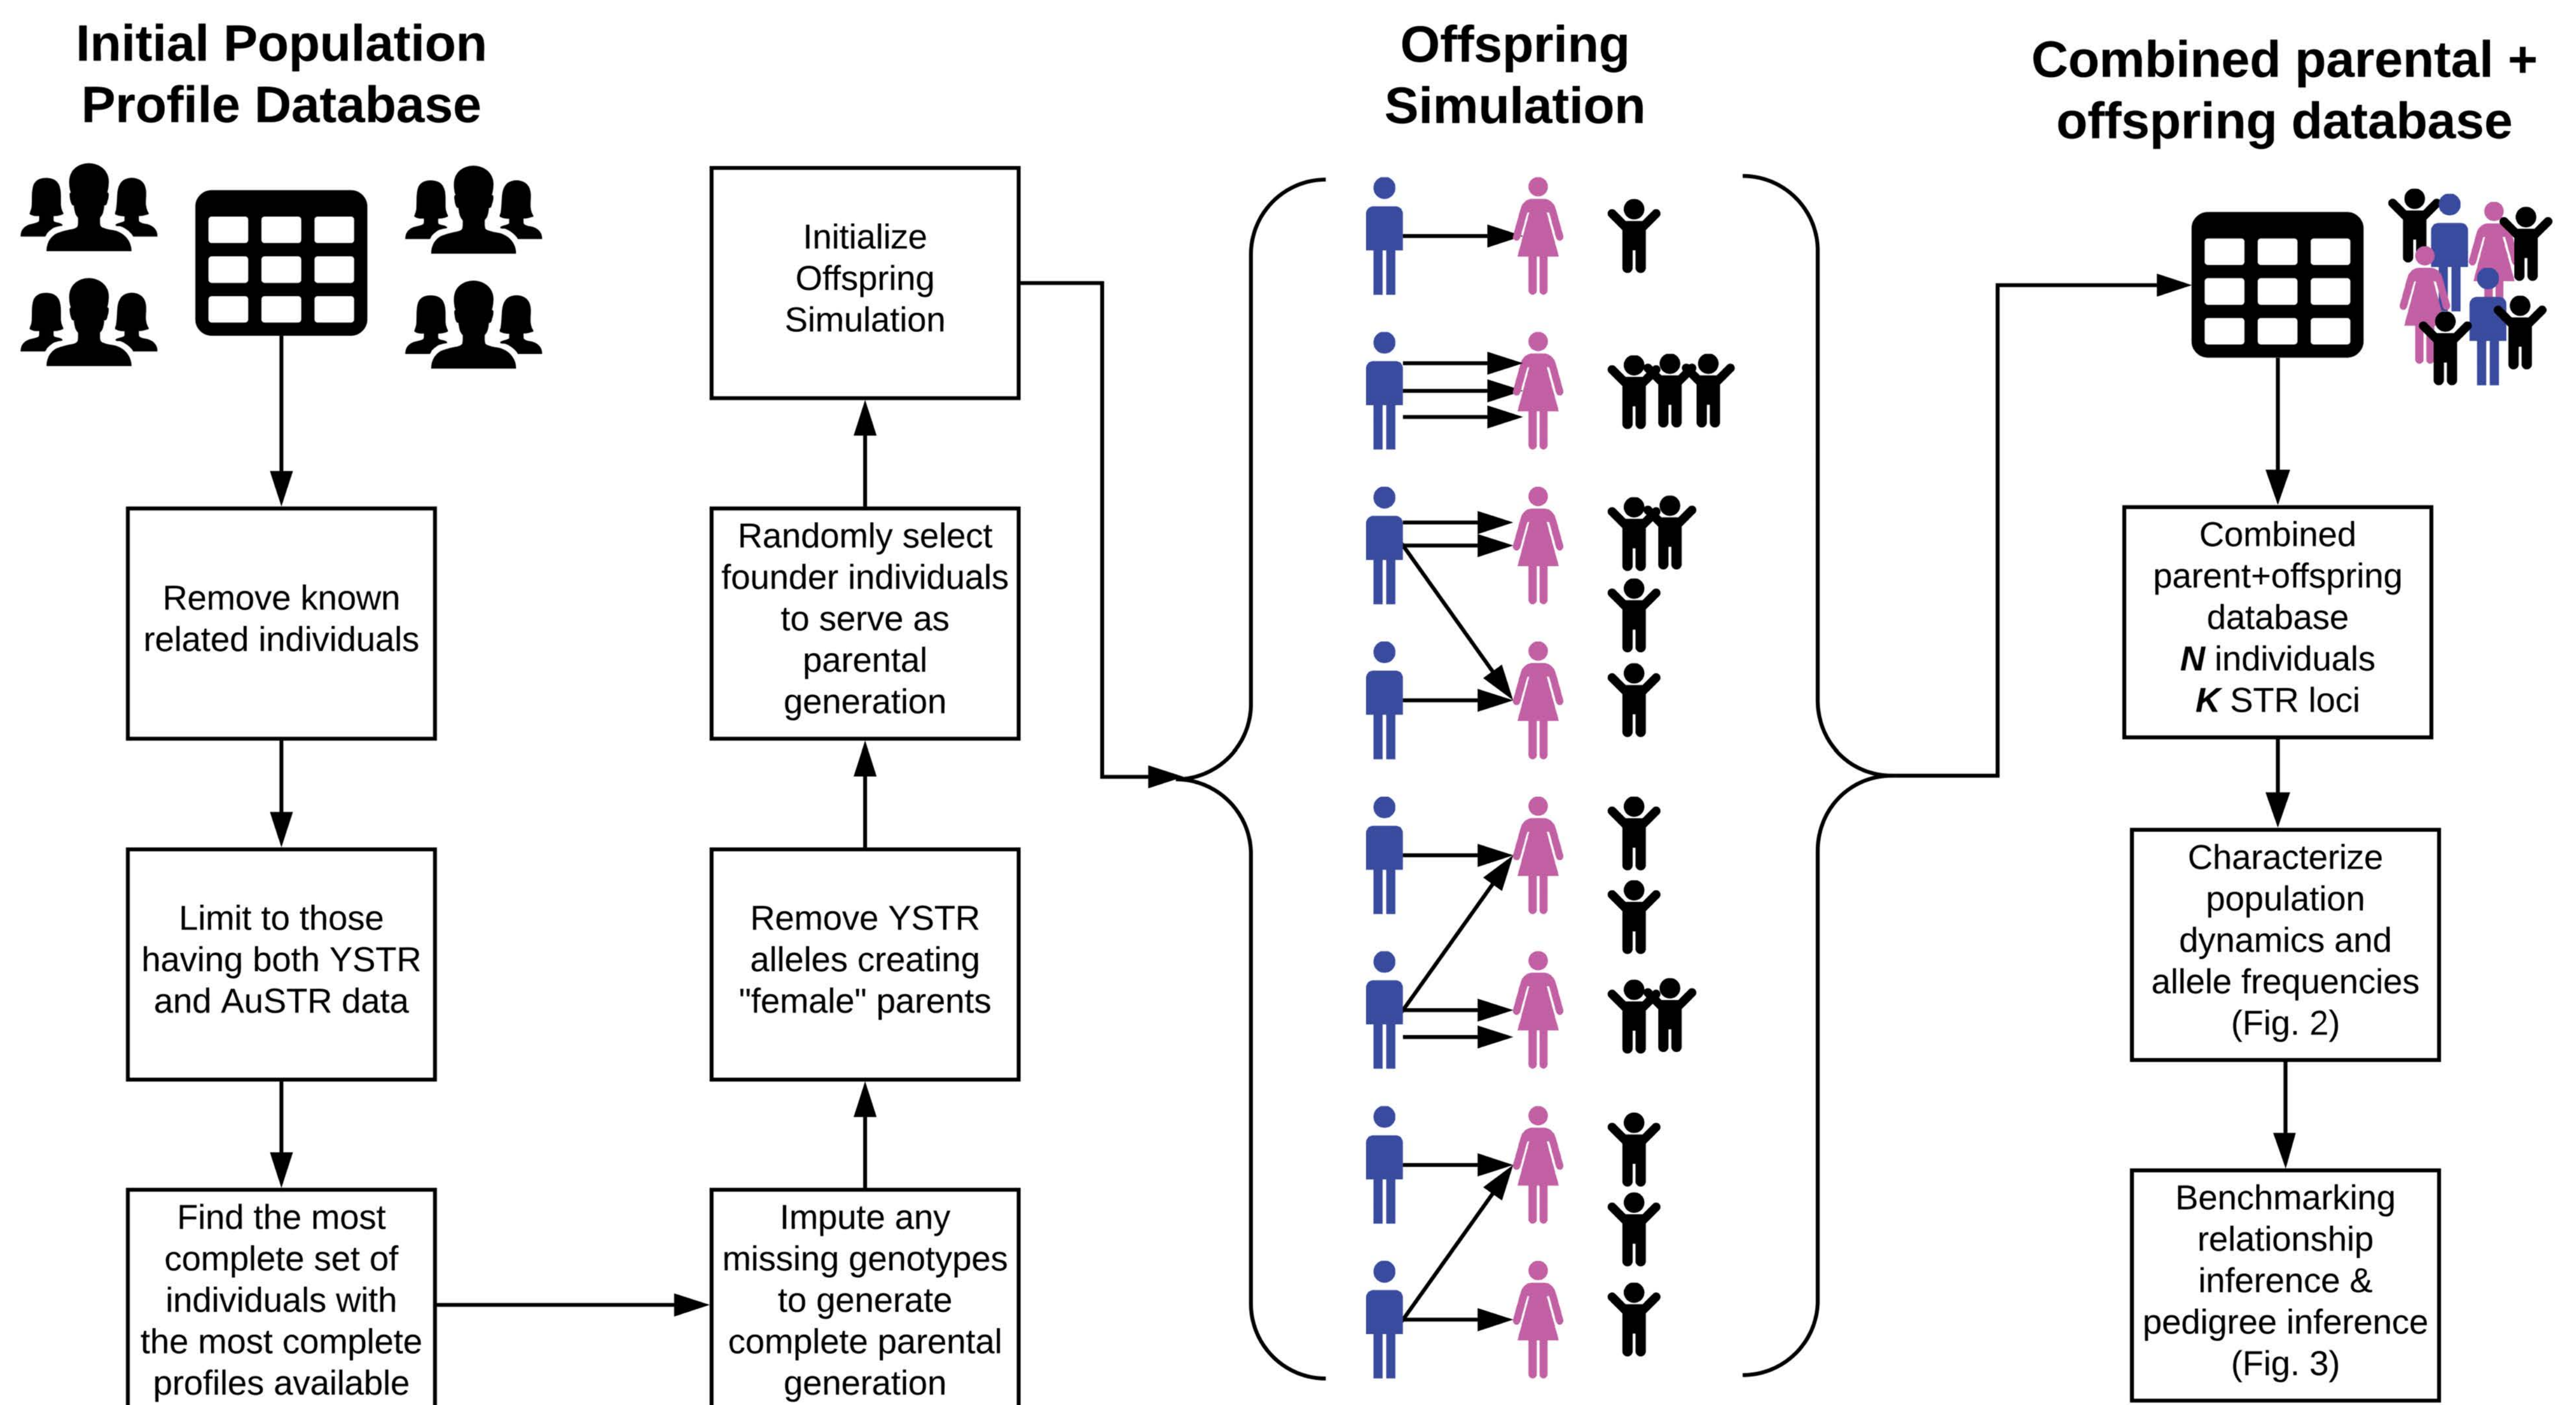 Initial Population
Profile Database
Remove known
related individuals
Limit to those
having both YSTR
and AuSTR data
Find the most
complete set of
individuals with
the most complete
profiles available
Impute any
missing genotypes
to generate
complete parental
generation
Remove YSTR
alleles creating
"female" parents
Randomly select
founder individuals
to serve as
parental
generation
Initialize
Offspring
Simulation
Offspring
Simulation
Combined parental +
offspring database
Combined
parent+offspring
database
N individuals
K STR loci
Characterize
population
dynamics and
allele frequencies
(Fig. 2)
Benchmarking
relationship
inference &
pedigree inference
(Fig. 3)